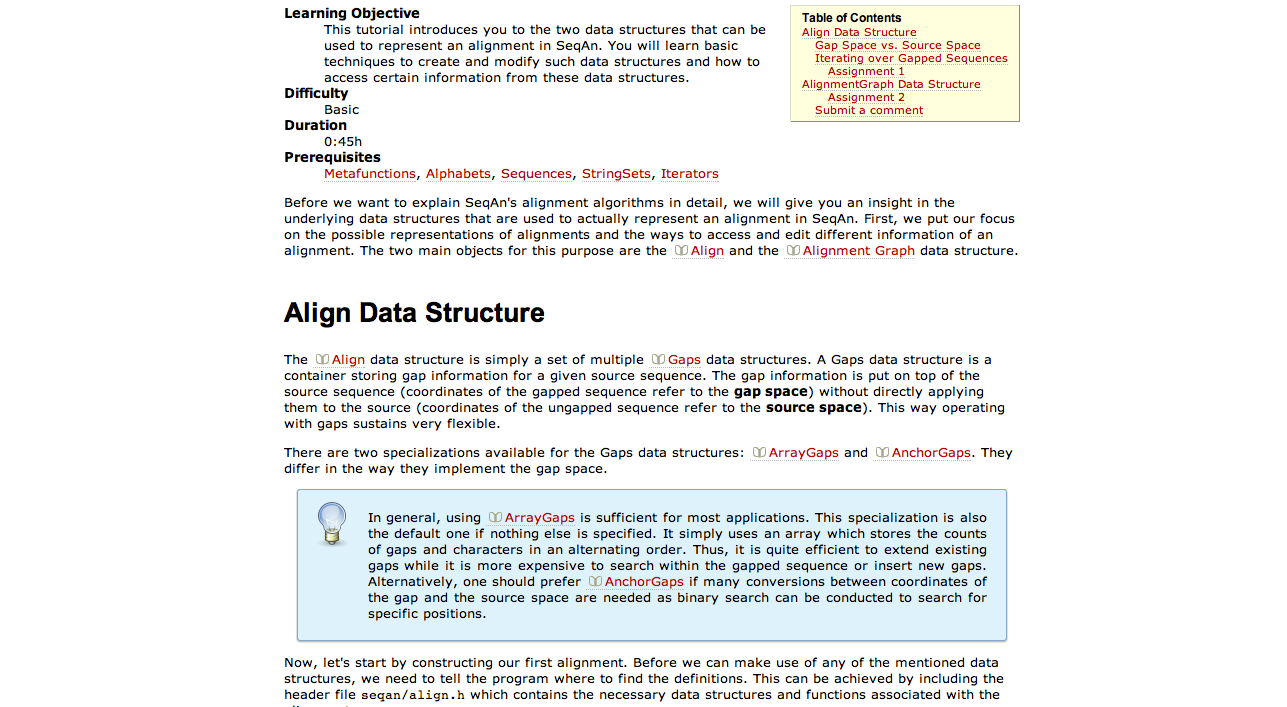 Learning Objective
This tutorial introduces you to the two data structures that can be
used to represent an alignment in SeqAn. You will learn basic
techniques to create and modify such data structures and how to
access certain information from these data structures.
Difficulty
Basic
Duration
0:45h
Prerequisites
Metafunctions, Alphabets, Sequences, StringSets, Iterators
Table of Contents
Align Data Structure
Gap Space vs. Source Space
Iterating over Gapped Sequences
Assignment 1
AlignmentGraph Data Structure
Assignment 2
Submit a comment
Before we want to explain SeqAn's alignment algorithms in detail, we will give you an insight in the
underlying data structures that are used to actually represent an alignment in SeqAn. First, we put our focus
on the possible representations of alignments and the ways to access and edit different information of an
alignment. The two main objects for this purpose are the Align and the Alignment Graph data structure.
Align Data Structure
The Align data structure is simply a set of multiple Gaps data structures. A Gaps data structure is a
container storing gap information for a given source sequence. The gap information is put on top of the
source sequence (coordinates of the gapped sequence refer to the gap space) without directly applying
them to the source (coordinates of the ungapped sequence refer to the source space). This way operating
with gaps sustains very flexible.
There are two specializations available for the Gaps data structures: ArrayGaps and AnchorGaps. They
differ in the way they implement the gap space.
In general, using ArrayGaps is sufficient for most applications. This specialization is also
the default one if nothing else is specified. It simply uses an array which stores the counts
of gaps and characters in an alternating order. Thus, it is quite efficient to extend existing
gaps while it is more expensive to search within the gapped sequence or insert new gaps.
Alternatively, one should prefer AnchorGaps if many conversions between coordinates of
the gap and the source space are needed as binary search can be conducted to search for
specific positions.
Now, let's start by constructing our first alignment. Before we can make use of any of the mentioned data
structures, we need to tell the program where to find the definitions. This can be achieved by including the
header file seqan/align.h which contains the necessary data structures and functions associated with the